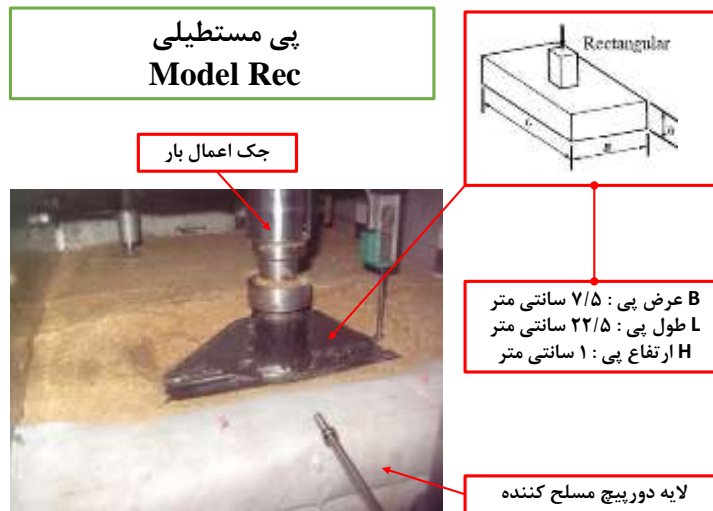 پی مستطیلی
Model Rec
Rectangular
L
B
جک اعمال بار
B عرض پی : ۷/۵ سانتی متر
L طول پی : ۲۲/۵ سانتی متر
H ارتفاع پی : ۱ سانتی متر
لایه دورپیچ مسلح کننده